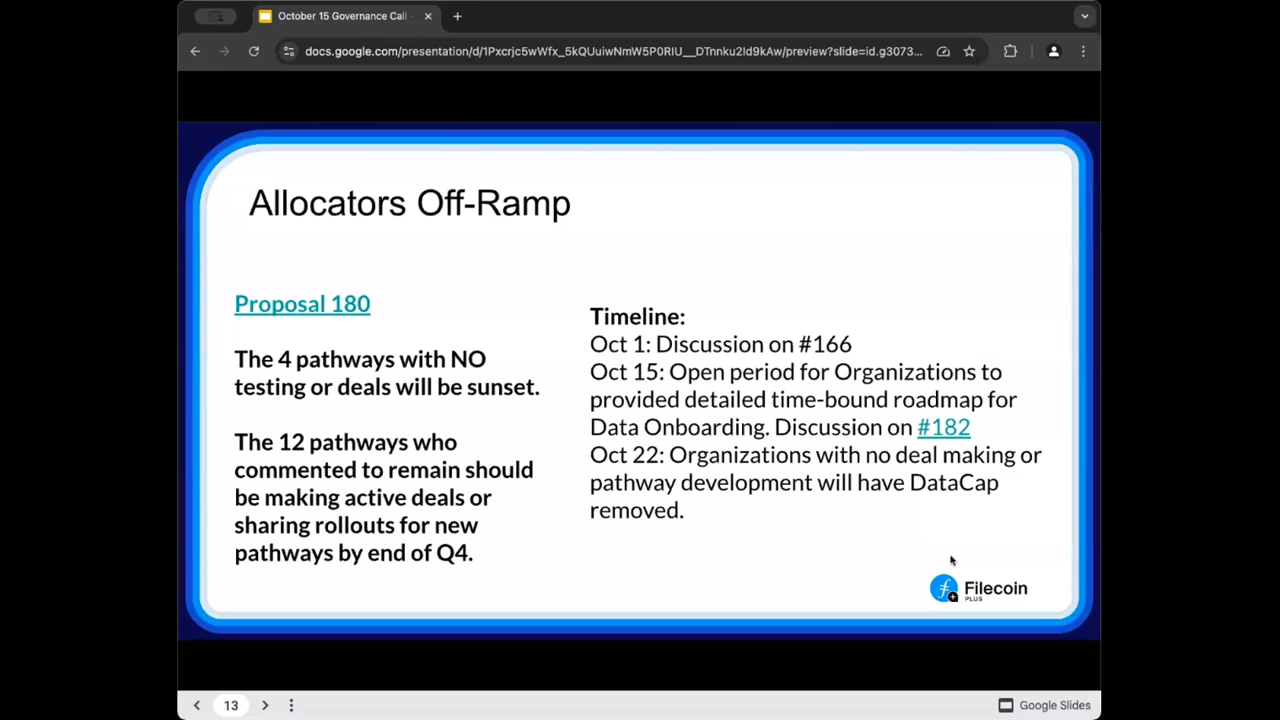 October 15 Governance Call
docs.google.com/presentation/d/1Pxcrjc5wWfx_5kQUuiwNmW5P0RIU__DTnnku2Id9kAw/preview?slide=id.g3073...
Allocators Off-Ramp
Proposal 180
The 4 pathways with NO
testing or deals will be sunset.
The 12 pathways who
commented to remain should
be making active deals or
sharing rollouts for new
pathways by end of Q4.
Timeline:
Oct 1: Discussion on #166
Oct 15: Open period for Organizations to
provided detailed time-bound roadmap for
Data Onboarding. Discussion on #182
Oct 22: Organizations with no deal making or
pathway development will have DataCap
removed.
Filecoin
PLUS
13
Google Slides